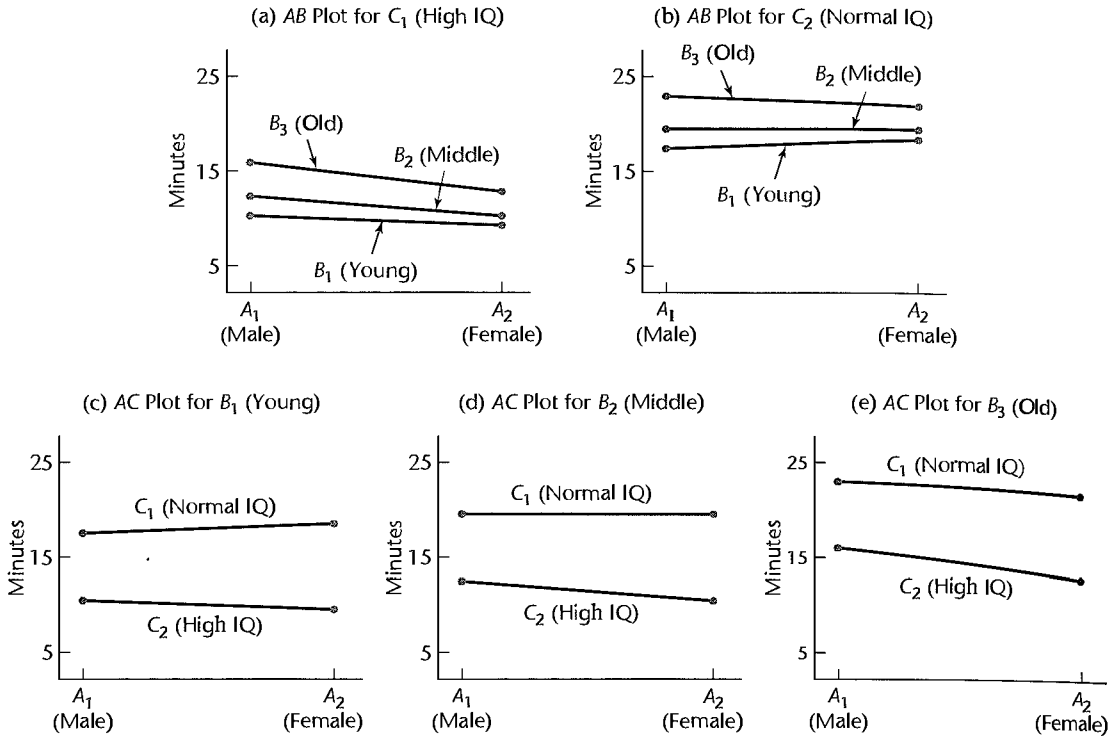 (a) AB Plot for C₁ (High IQ)
25
15
5
Minutes
B₃ (Old)
B₂ (Middle)
B₁ (Young)
A₁
(Male)
A₂
(Female)
(b) AB Plot for C₂ (Normal IQ)
25
15
5
Minutes
B₃ (Old)
B₂ (Middle)
B₁ (Young)
A₁
(Male)
A₂
(Female)
(c) AC Plot for B₁ (Young)
25
15
5
Minutes
C₁ (Normal IQ)
C₂ (High IQ)
A₁
(Male)
A₂
(Female)
(d) AC Plot for B₂ (Middle)
25
15
5
Minutes
C₁ (Normal IQ)
C₂ (High IQ)
A₁
(Male)
A₂
(Female)
(e) AC Plot for B₃ (Old)
25
15
5
Minutes
C₁ (Normal IQ)
C₂ (High IQ)
A₁
(Male)
A₂
(Female)